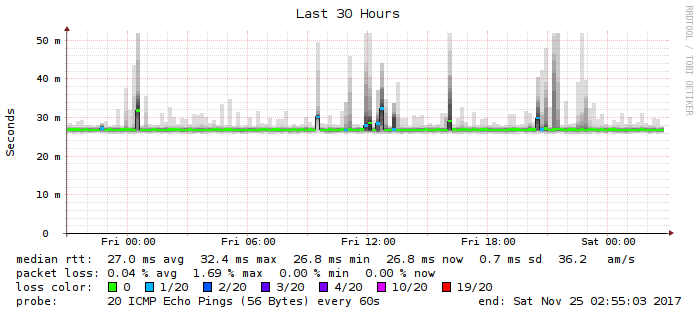 Last 30 Hours
RRDTOOL / TOBI OETIKER
Seconds
50 m
40 m
30 m
20 m
10 m
0
Fri 00:00 Fri 06:00 Fri 12:00 Fri 18:00 Sat 00:00
median rtt: 27.0 ms avg 32.4 ms max 26.8 ms min 26.8 ms now 0.7 ms sd 36.2 am/s
packet loss: 0.04 % avg 1.69 % max 0.00 % min 0.00 % now
loss color: 0 1/20 2/20 3/20 4/20 10/20 19/20
probe: 20 ICMP Echo Pings (56 Bytes) every 60s end: Sat Nov 25 02:55:03 2017